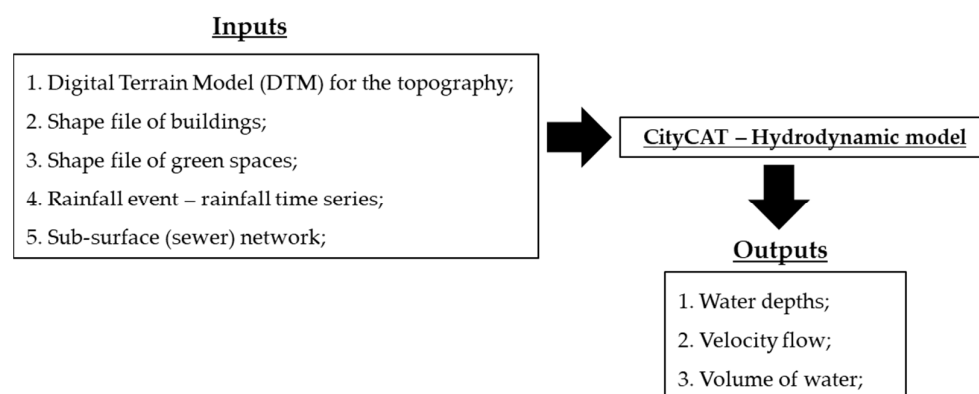 Inputs
1. Digital Terrain Model (DTM) for the topography;
2. Shape file of buildings;
3. Shape file of green spaces;
4. Rainfall event – rainfall time series;
5. Sub-surface (sewer) network;
CityCAT – Hydrodynamic model
Outputs
1. Water depths;
2. Velocity flow;
3. Volume of water;